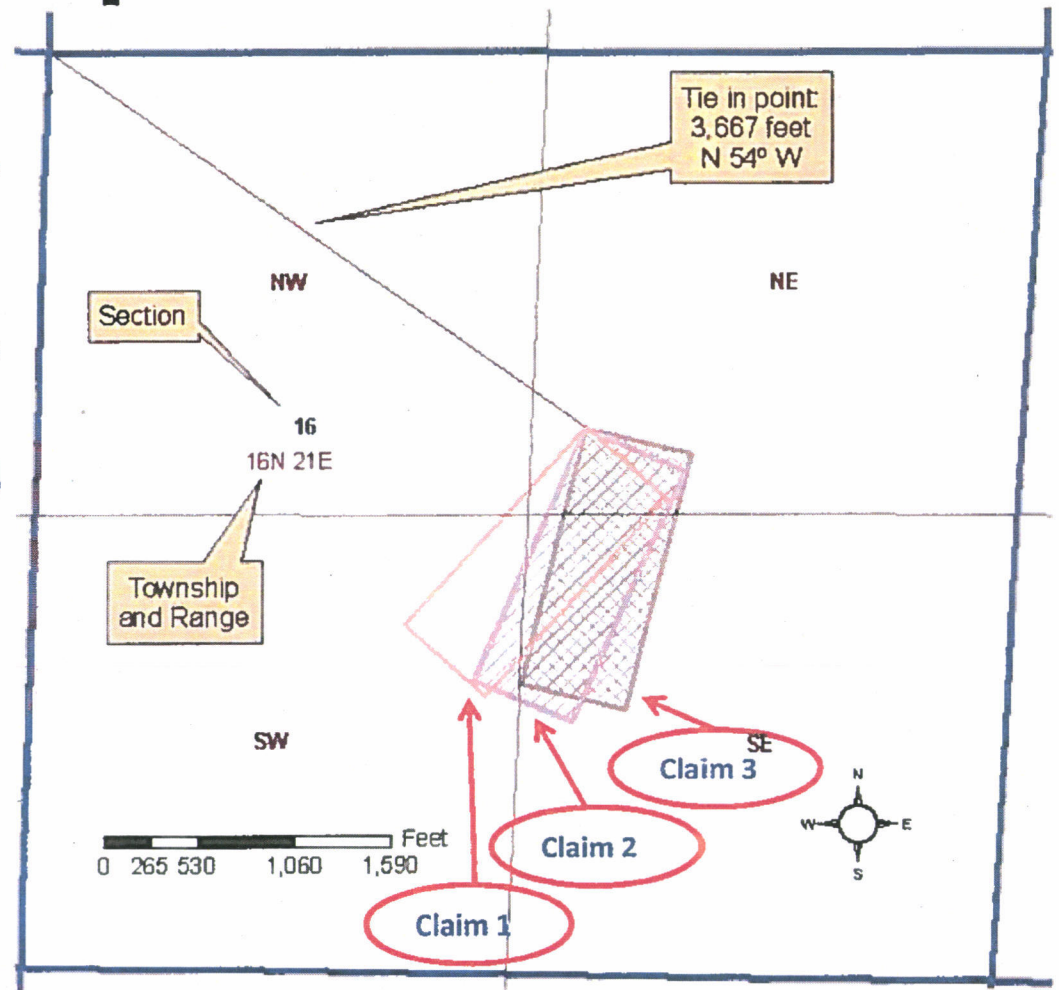 Tie in point:
3,667 feet
N 54º W
NW
NE
Section
16
16N 21E
Township
and Range
SW
SE
Claim 3
N
W
E
S
Feet
0 265 530 1,060 1,590
Claim 2
Claim 1